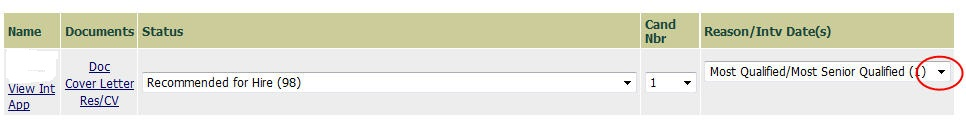 Name Documents Status Cand Nbr Reason/Intv Date(s)
View Int App
Doc
Cover Letter
Res/CV
Recommended for Hire (98)
1
Most Qualified/Most Senior Qualified (1)